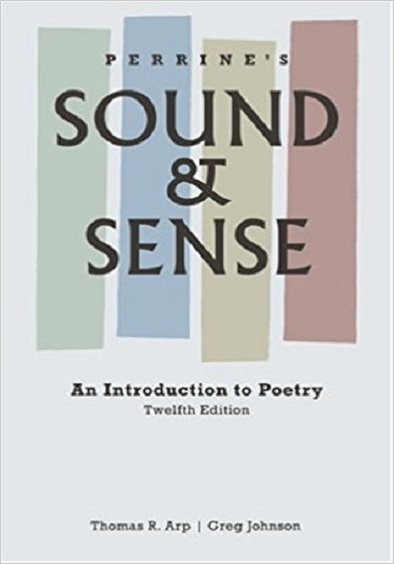 PERRINE'S
SOUND
&
SENSE
An Introduction to Poetry
Twelfth Edition
Thomas R. Arp | Greg Johnson